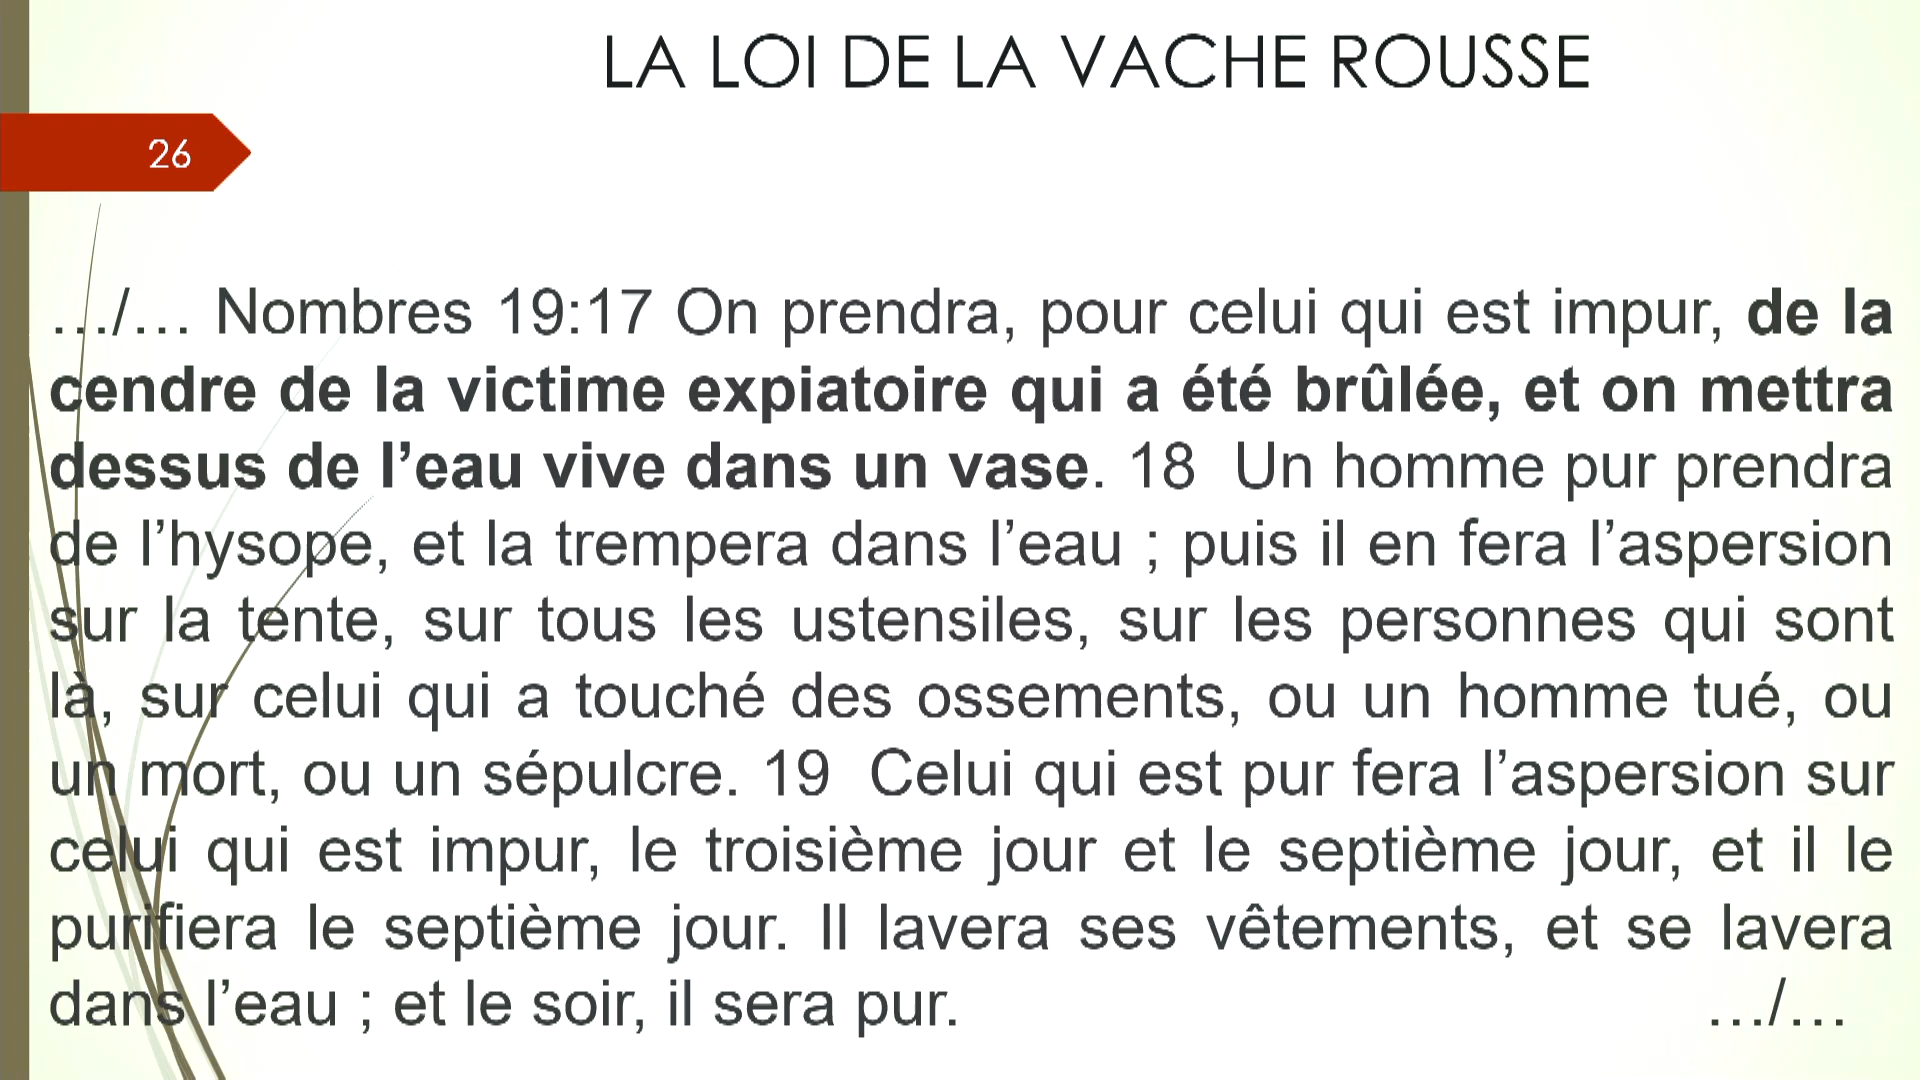 LA LOI DE LA VACHE ROUSSE
26
…/… Nombres 19:17 On prendra, pour celui qui est impur, de la
cendre de la victime expiatoire qui a été brûlée, et on mettra
dessus de l’eau vive dans un vase. 18  Un homme pur prendra
de l’hysope, et la trempera dans l’eau ; puis il en fera l’aspersion
sur la tente, sur tous les ustensiles, sur les personnes qui sont
là, sur celui qui a touché des ossements, ou un homme tué, ou
un mort, ou un sépulcre. 19  Celui qui est pur fera l’aspersion sur
celui qui est impur, le troisième jour et le septième jour, et il le
purifiera le septième jour. Il lavera ses vêtements, et se lavera
dans l’eau ; et le soir, il sera pur. …/…